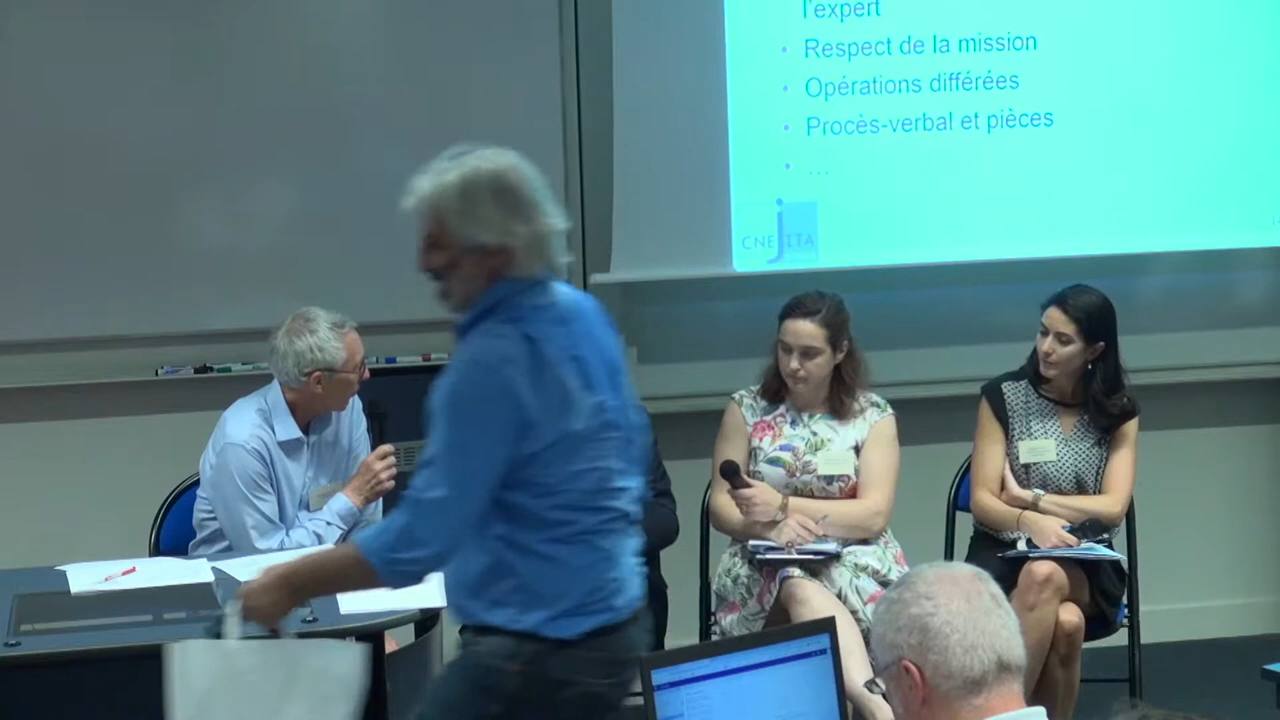 l'expert
• Respect de la mission
• Opérations différées
• Procès-verbal et pièces
• ...
CNEJITA